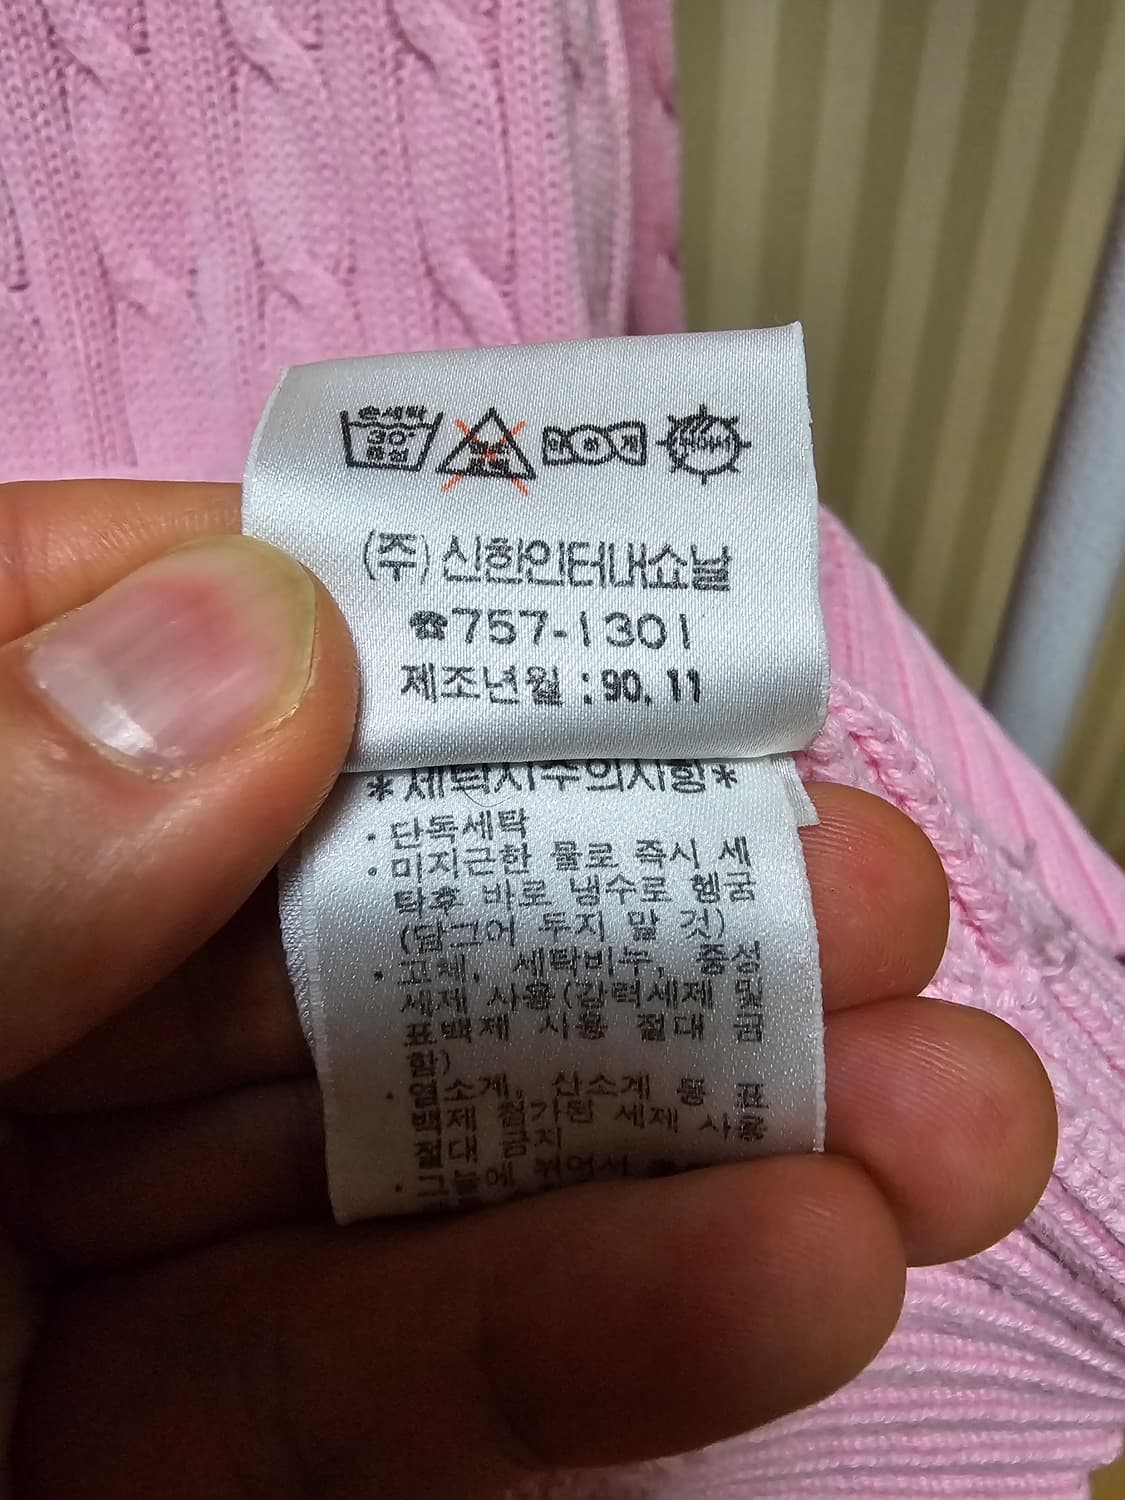 손세탁
30°
중성
(주)신한인터내쇼날
☎757-1301
제조년월 : 90. 11
*세탁시주의사항*
· 단독세탁
· 미지근한 물로 즉시 세
탁후 바로 냉수로 헹굼
(담그어 두지 말 것)
· 고체, 세탁비누, 중성
세제 사용(강력세제 및
표백제 사용 절대 금
함)
· 염소계, 산소계 등 표
백제 첨가된 세제 사용
절대 금지
· 그늘에 뉘어서